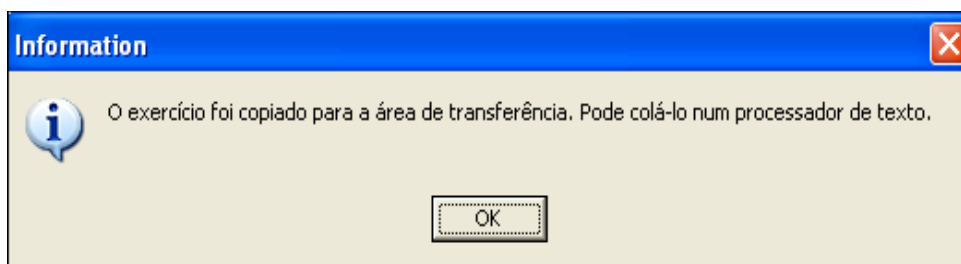 Information
O exercício foi copiado para a área de transferência. Pode colá-lo num processador de texto.
OK